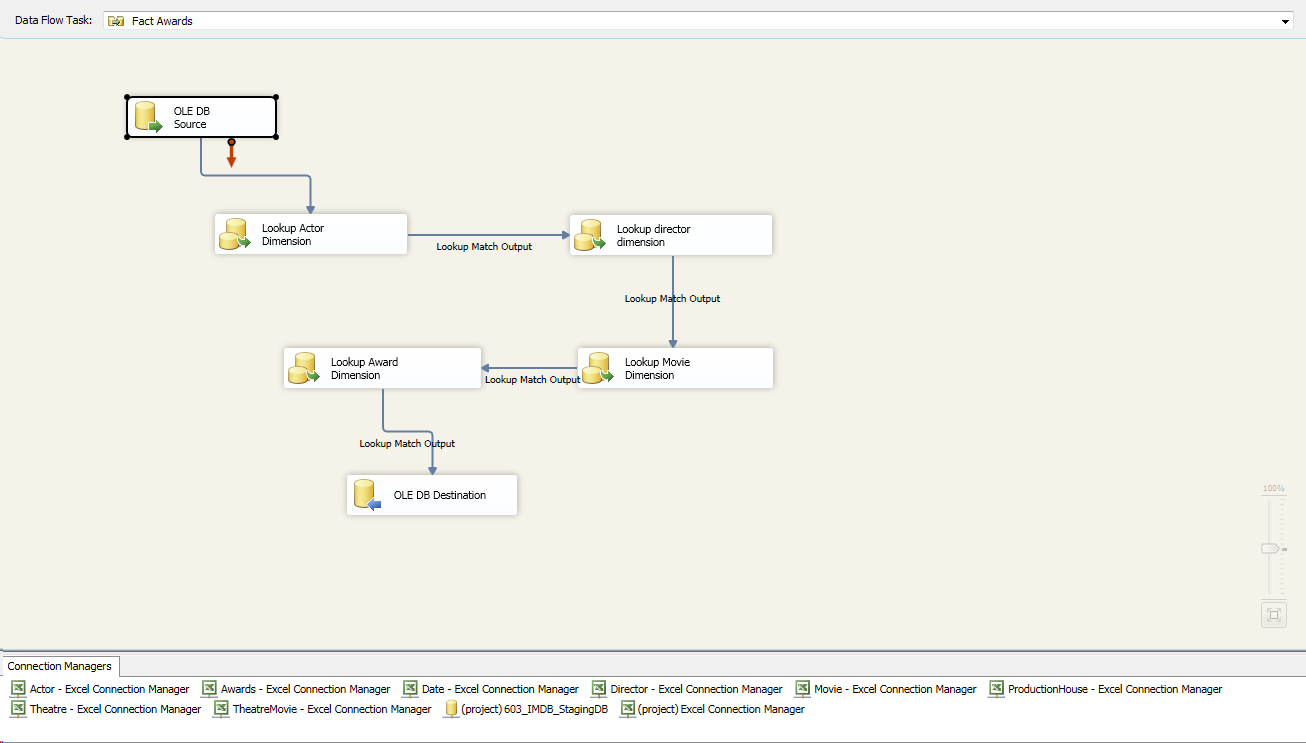 Data Flow Task: Fact Awards
OLE DB
Source
Lookup Actor
Dimension
Lookup Match Output
Lookup director
dimension
Lookup Match Output
Lookup Movie
Dimension
Lookup Match Output
Lookup Award
Dimension
Lookup Match Output
OLE DB Destination
100%
Connection Managers
Actor - Excel Connection Manager Awards - Excel Connection Manager Date - Excel Connection Manager Director - Excel Connection Manager Movie - Excel Connection Manager ProductionHouse - Excel Connection Manager
Theatre - Excel Connection Manager TheatreMovie - Excel Connection Manager (project) 603_IMDB_StagingDB (project) Excel Connection Manager